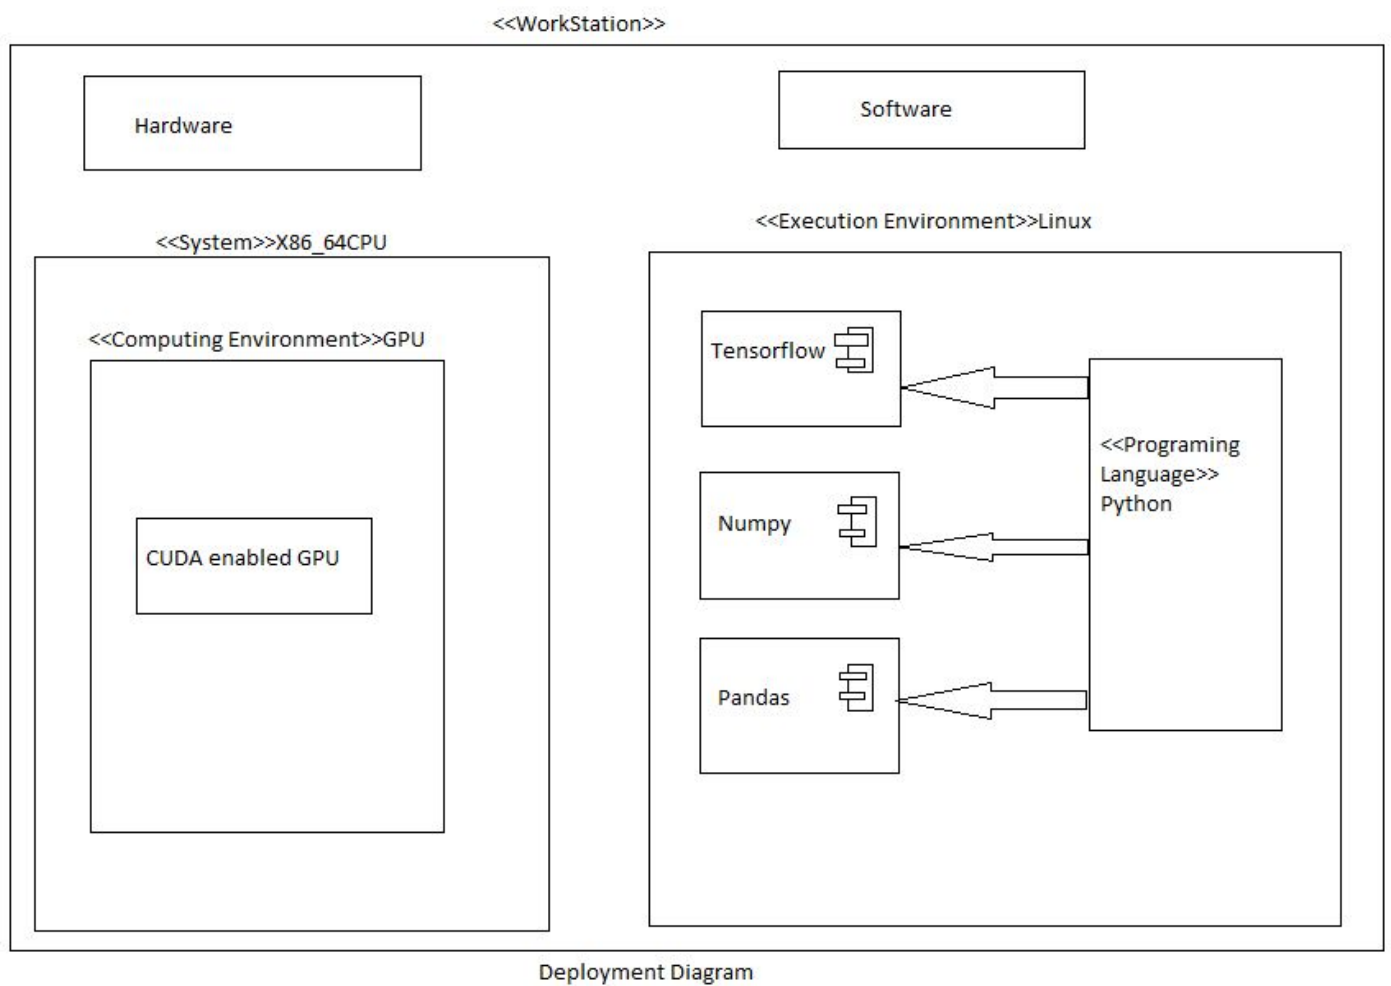 <<WorkStation>>
Hardware
Software
<<System>>X86_64CPU
<<Computing Environment>>GPU
CUDA enabled GPU
<<Execution Environment>>Linux
Tensorflow
Numpy
Pandas
<<Programing
Language>>
Python
Deployment Diagram